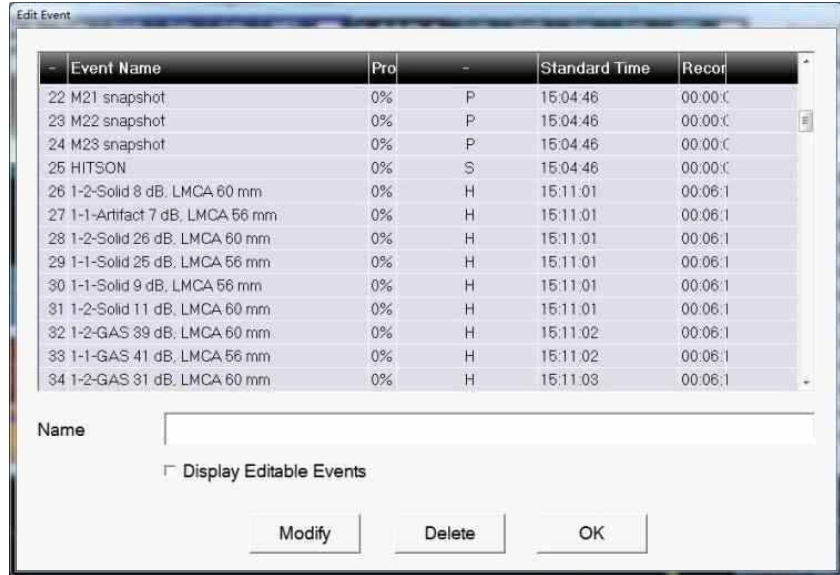 Edit Event
- Event Name Pro - Standard Time Recor
22 M21 snapshot 0% P 15:04:46 00:00:0
23 M22 snapshot 0% P 15:04:46 00:00:0
24 M23 snapshot 0% P 15:04:46 00:00:0
25 HITSON 0% S 15:04:46 00:00:0
26 1-2-Solid 8 dB, LMCA 60 mm 0% H 15:11:01 00:06:1
27 1-1-Artifact 7 dB, LMCA 56 mm 0% H 15:11:01 00:06:1
28 1-2-Solid 26 dB, LMCA 60 mm 0% H 15:11:01 00:06:1
29 1-1-Solid 25 dB, LMCA 56 mm 0% H 15:11:01 00:06:1
30 1-1-Solid 9 dB, LMCA 56 mm 0% H 15:11:01 00:06:1
31 1-2-Solid 11 dB, LMCA 60 mm 0% H 15:11:01 00:06:1
32 1-2-GAS 39 dB, LMCA 60 mm 0% H 15:11:02 00:06:1
33 1-1-GAS 41 dB, LMCA 56 mm 0% H 15:11:02 00:06:1
34 1-2-GAS 31 dB, LMCA 60 mm 0% H 15:11:03 00:06:1
Name
Display Editable Events
Modify Delete OK